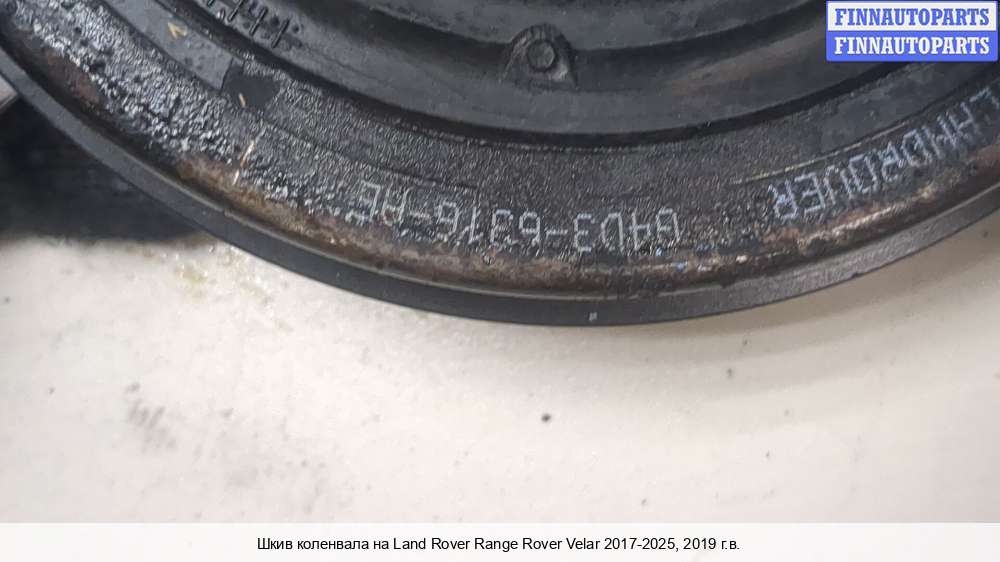 FINNAUTOPARTS
FINNAUTOPARTS
LANDROVER
G4D3-6316-AE
Шкив коленвала на Land Rover Range Rover Velar 2017-2025, 2019 г.в.